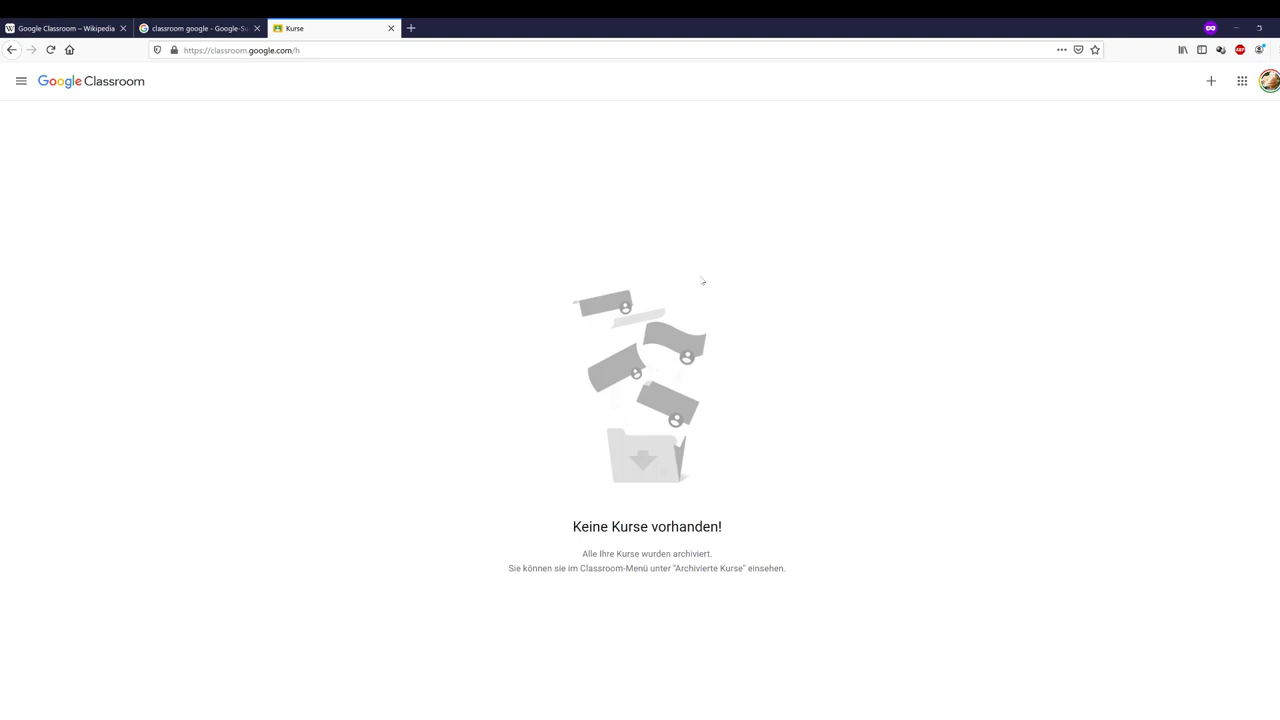 Google Classroom – Wikipedia
classroom google - Google-Su
Kurse
https://classroom.google.com/h
ABP
Google Classroom
Keine Kurse vorhanden!
Alle Ihre Kurse wurden archiviert.
Sie können sie im Classroom-Menü unter "Archivierte Kurse" einsehen.